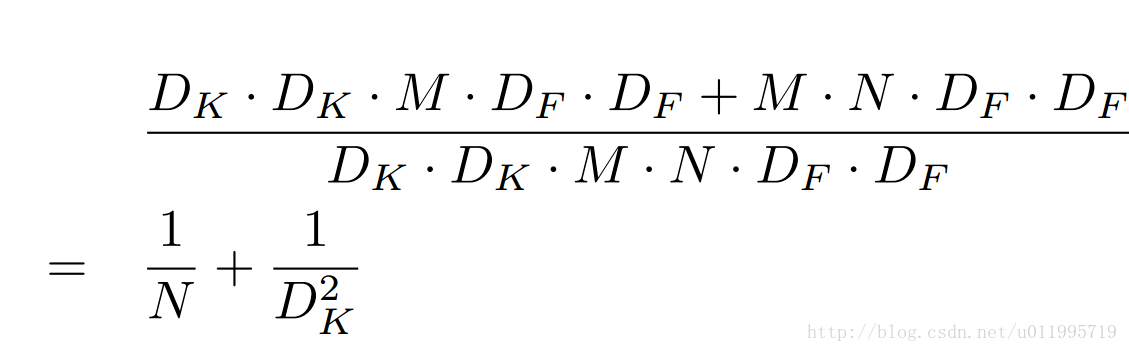 D_K · D_K · M · D_F · D_F + M · N · D_F · D_F
D_K · D_K · M · N · D_F · D_F
= 1/N + 1/D_K^2
http://blog.csdn.net/u011995719